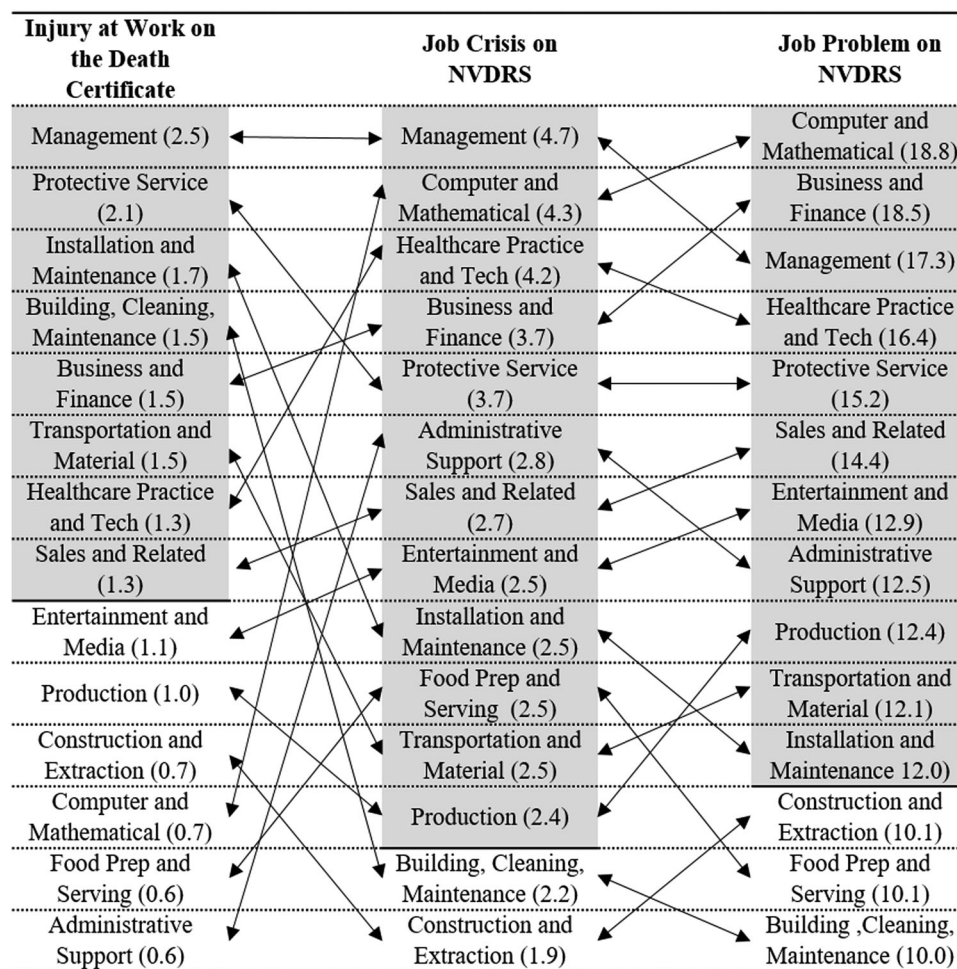 Injury at Work on
the Death
Certificate
Job Crisis on
NVDRS
Job Problem on
NVDRS
Management (2.5)
Management (4.7)
Computer and
Mathematical (18.8)
Protective Service
(2.1)
Computer and
Mathematical (4.3)
Business and
Finance (18.5)
Installation and
Maintenance (1.7)
Healthcare Practice
and Tech (4.2)
Management (17.3)
Building, Cleaning,
Maintenance (1.5)
Business and
Finance (3.7)
Healthcare Practice
and Tech (16.4)
Business and
Finance (1.5)
Protective Service
(3.7)
Protective Service
(15.2)
Transportation and
Material (1.5)
Administrative
Support (2.8)
Sales and Related
(14.4)
Healthcare Practice
and Tech (1.3)
Sales and Related
(2.7)
Entertainment and
Media (12.9)
Sales and Related
(1.3)
Entertainment and
Media (2.5)
Administrative
Support (12.5)
Entertainment and
Media (1.1)
Installation and
Maintenance (2.5)
Production (12.4)
Production (1.0)
Food Prep and
Serving (2.5)
Transportation and
Material (12.1)
Construction and
Extraction (0.7)
Transportation and
Material (2.5)
Installation and
Maintenance 12.0)
Computer and
Mathematical (0.7)
Production (2.4)
Construction and
Extraction (10.1)
Food Prep and
Serving (0.6)
Building, Cleaning,
Maintenance (2.2)
Food Prep and
Serving (10.1)
Administrative
Support (0.6)
Construction and
Extraction (1.9)
Building ,Cleaning,
Maintenance (10.0)